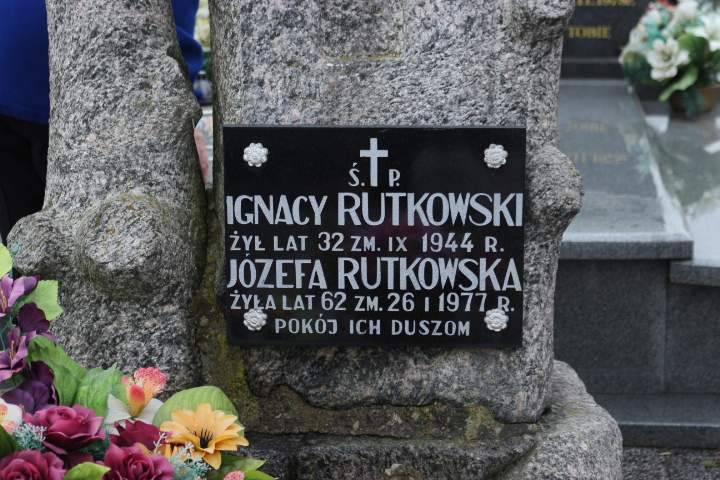 Ś. P.
IGNACY RUTKOWSKI
ŻYŁ LAT 32 ZM. IX 1944 R.
JÓZEFA RUTKOWSKA
ŻYŁA LAT 62 ZM. 26 I 1977 R.
POKÓJ ICH DUSZOM